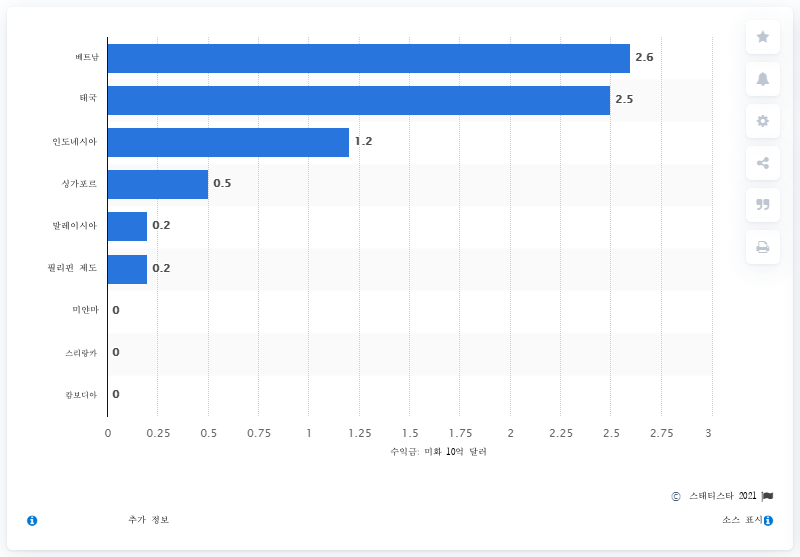 베트남
2.6
태국
2.5
인도네시아
1.2
싱가포르
0.5
말레이시아
0.2
필리핀 제도
0.2
미얀마
0
스리랑카
0
캄보디아
0
0 0.25 0.5 0.75 1 1.25 1.5 1.75 2 2.25 2.5 2.75 3
수익금: 미화 10억 달러
© 스태티스타 2021
추가 정보
소스 표시